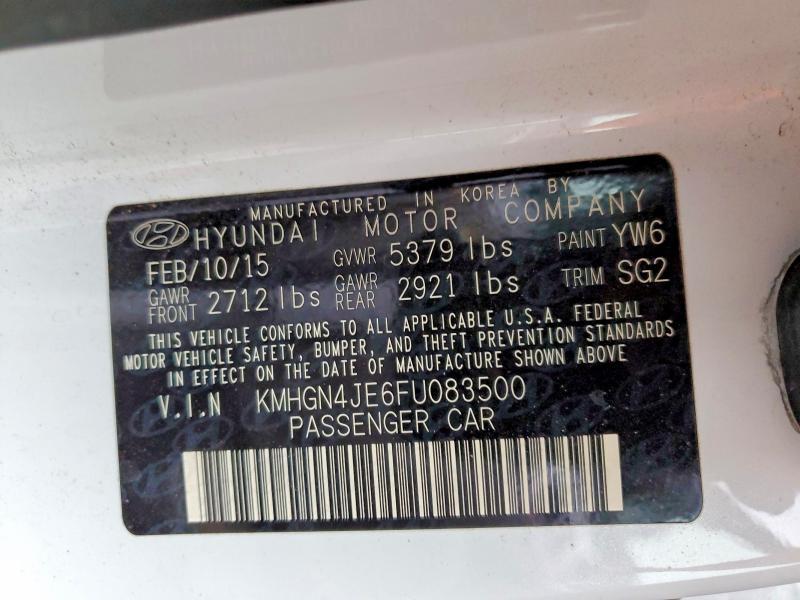 MANUFACTURED IN KOREA BY
HYUNDAI MOTOR COMPANY
FEB/10/15 GVWR 5379 lbs PAINT YW6
GAWR FRONT 2712 lbs GAWR REAR 2921 lbs TRIM SG2
THIS VEHICLE CONFORMS TO ALL APPLICABLE U.S.A. FEDERAL
MOTOR VEHICLE SAFETY, BUMPER, AND THEFT PREVENTION STANDARDS
IN EFFECT ON THE DATE OF MANUFACTURE SHOWN ABOVE
V.I.N KMHGN4JE6FU083500
PASSENGER CAR